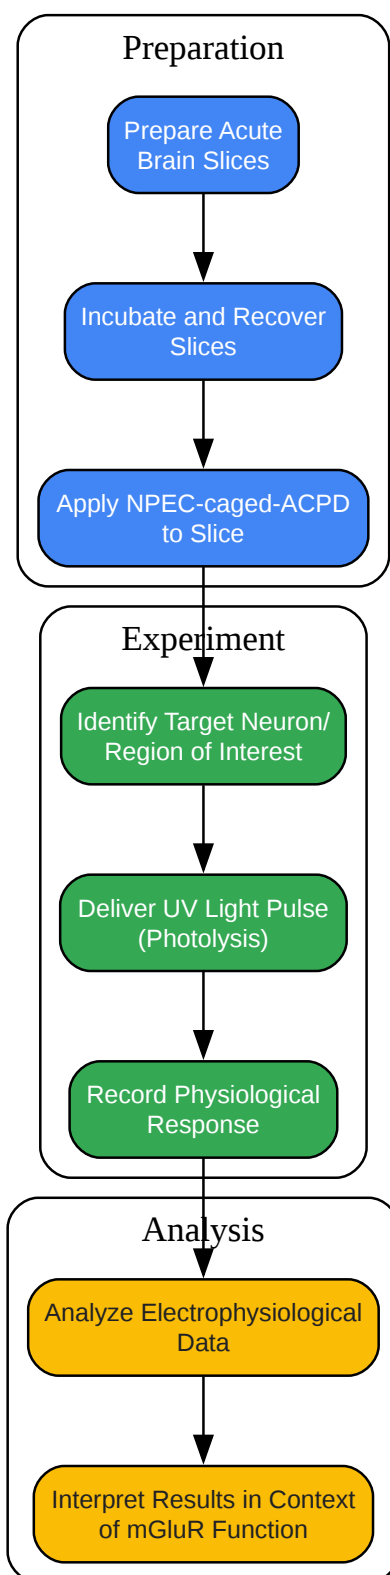 Preparation
Prepare Acute
Brain Slices
Incubate and Recover
Slices
Apply NPEC-caged-ACPD
to Slice
Experiment
Identify Target Neuron/
Region of Interest
Deliver UV Light Pulse
(Photolysis)
Record Physiological
Response
Analysis
Analyze Electrophysiological
Data
Interpret Results in Context
of mGluR Function